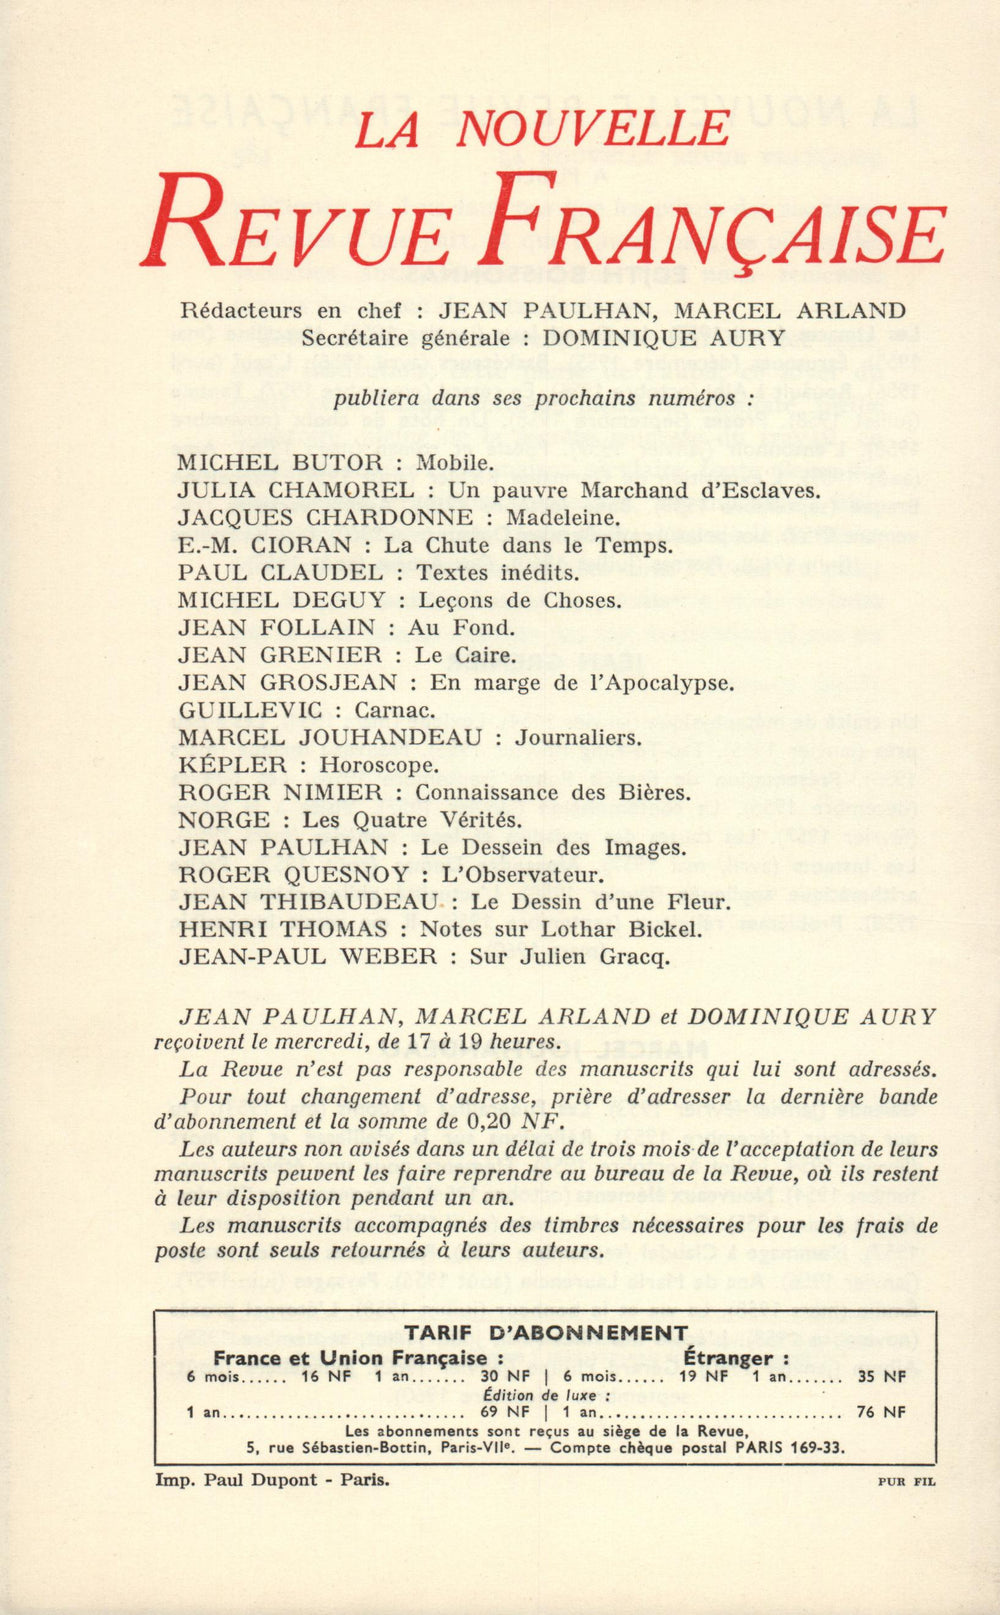 LA NOUVELLE
REVUE FRANÇAISE
Rédacteurs en chef : JEAN PAULHAN, MARCEL ARLAND
Secrétaire générale : DOMINIQUE AURY
publiera dans ses prochains numéros :
MICHEL BUTOR : Mobile.
JULIA CHAMOREL : Un pauvre Marchand d'Esclaves.
JACQUES CHARDONNE : Madeleine.
E.-M. CIORAN : La Chute dans le Temps.
PAUL CLAUDEL : Textes inédits.
MICHEL DEGUY : Leçons de Choses.
JEAN FOLLAIN : Au Fond.
JEAN GRENIER : Le Caire.
JEAN GROSJEAN : En marge de l'Apocalypse.
GUILLEVIC : Carnac.
MARCEL JOUHANDEAU : Journaliers.
KÉPLER : Horoscope.
ROGER NIMIER : Connaissance des Bières.
NORGE : Les Quatre Vérités.
JEAN PAULHAN : Le Dessein des Images.
ROGER QUESNOY : L'Observateur.
JEAN THIBAUDEAU : Le Dessin d'une Fleur.
HENRI THOMAS : Notes sur Lothar Bickel.
JEAN-PAUL WEBER : Sur Julien Gracq.
JEAN PAULHAN, MARCEL ARLAND et DOMINIQUE AURY
reçoivent le mercredi, de 17 à 19 heures.
La Revue n'est pas responsable des manuscrits qui lui sont adressés.
Pour tout changement d'adresse, prière d'adresser la dernière bande
d'abonnement et la somme de 0,20 NF.
Les auteurs non avisés dans un délai de trois mois de l'acceptation de leurs
manuscrits peuvent les faire reprendre au bureau de la Revue, où ils restent
à leur disposition pendant un an.
Les manuscrits accompagnés des timbres nécessaires pour les frais de
poste sont seuls retournés à leurs auteurs.
TARIF D'ABONNEMENT
France et Union Française : Étranger :
6 mois...... 16 NF 1 an....... 30 NF | 6 mois...... 19 NF 1 an....... 35 NF
Édition de luxe :
1 an.............................. 69 NF | 1 an.............................. 76 NF
Les abonnements sont reçus au siège de la Revue,
5, rue Sébastien-Bottin, Paris-VIIe. — Compte chèque postal PARIS 169-33.
Imp. Paul Dupont - Paris. PUR FIL